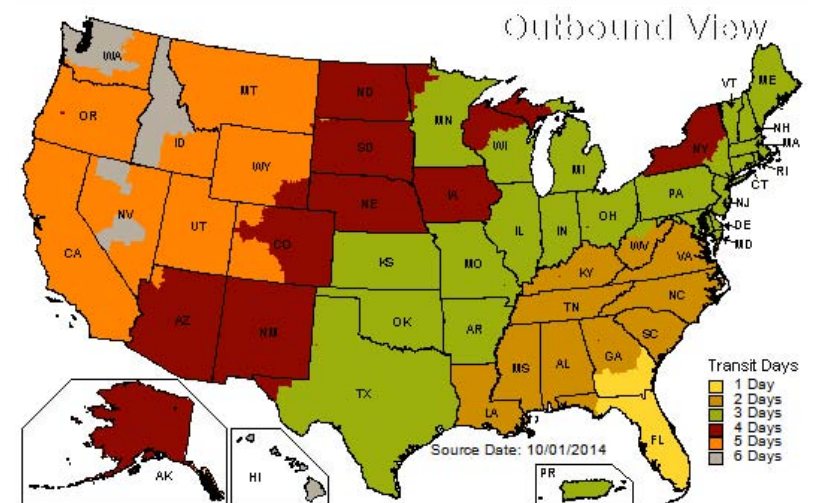 Outbound View
WA
MT
ND
MN
VT
ME
OR
ID
SD
WI
MI
NY
NH
MA
RI
CT
WY
NE
IA
PA
NJ
NV
UT
CO
IL
IN
OH
DE
MD
CA
KS
MO
WV
VA
KY
AZ
NM
OK
AR
TN
NC
SC
MS
AL
GA
TX
LA
FL
Transit Days
1 Day
2 Days
3 Days
4 Days
5 Days
6 Days
Source Date: 10/01/2014
AK
HI
PR